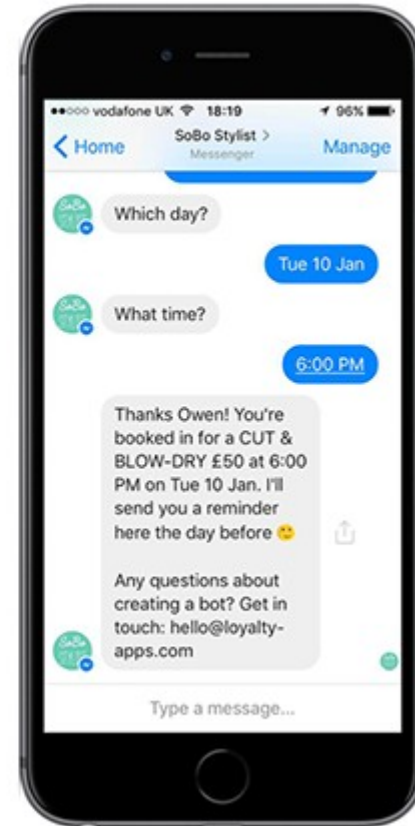 vodafone UK 18:19 96%
Home SoBo Stylist > Manage
Messenger
Which day?
Tue 10 Jan
What time?
6:00 PM
Thanks Owen! You're
booked in for a CUT &
BLOW-DRY £50 at 6:00
PM on Tue 10 Jan. I'll
send you a reminder
here the day before
Any questions about
creating a bot? Get in
touch: hello@loyalty-
apps.com
SoBo
Type a message...